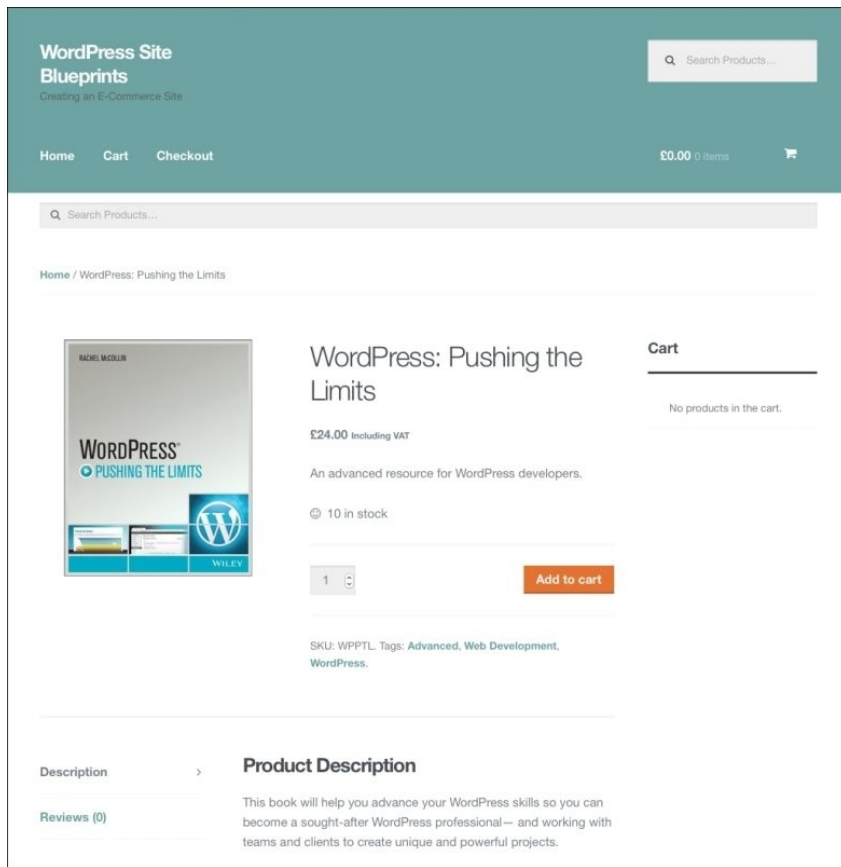 WordPress Site
Blueprints
Creating an E-Commerce Site
Search Products...
Home Cart Checkout
£0.00 0 items
Search Products...
Home / WordPress: Pushing the Limits
RACHEL McCOLLIN
WORDPRESS®
PUSHING THE LIMITS
WILEY
WordPress: Pushing the
Limits
£24.00 Including VAT
An advanced resource for WordPress developers.
10 in stock
1
Add to cart
SKU: WPPTL. Tags: Advanced, Web Development,
WordPress.
Cart
No products in the cart.
Description
Reviews (0)
Product Description
This book will help you advance your WordPress skills so you can
become a sought-after WordPress professional— and working with
teams and clients to create unique and powerful projects.